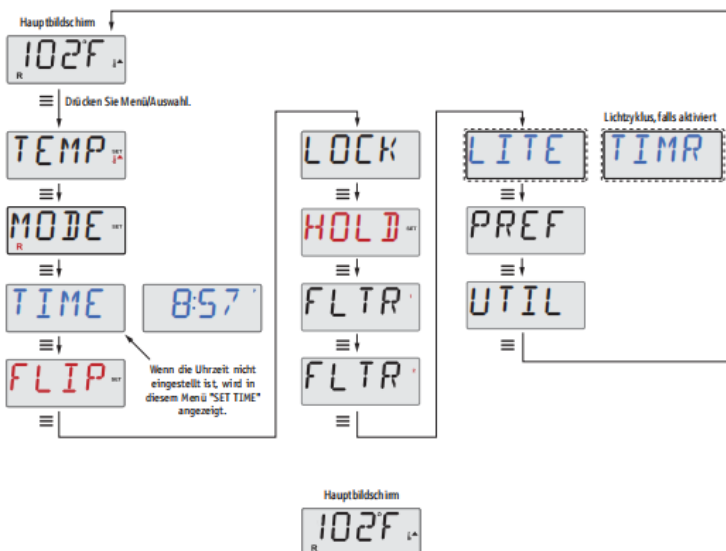 Hauptbildschirm
102°F
R
Drücken Sie Menü/Auswahl.
TEMP SET
MODE SET
R
TIME
8:57
Wenn die Uhrzeit nicht
eingestellt ist, wird in
diesem Menü "SET TIME"
angezeigt.
FLIP SET
LOCK
HOLD SET
FLTR 1
FLTR
Lichtzyklus, falls aktiviert
LITE
TIMR
PREF
UTIL
Hauptbildschirm
102°F
R